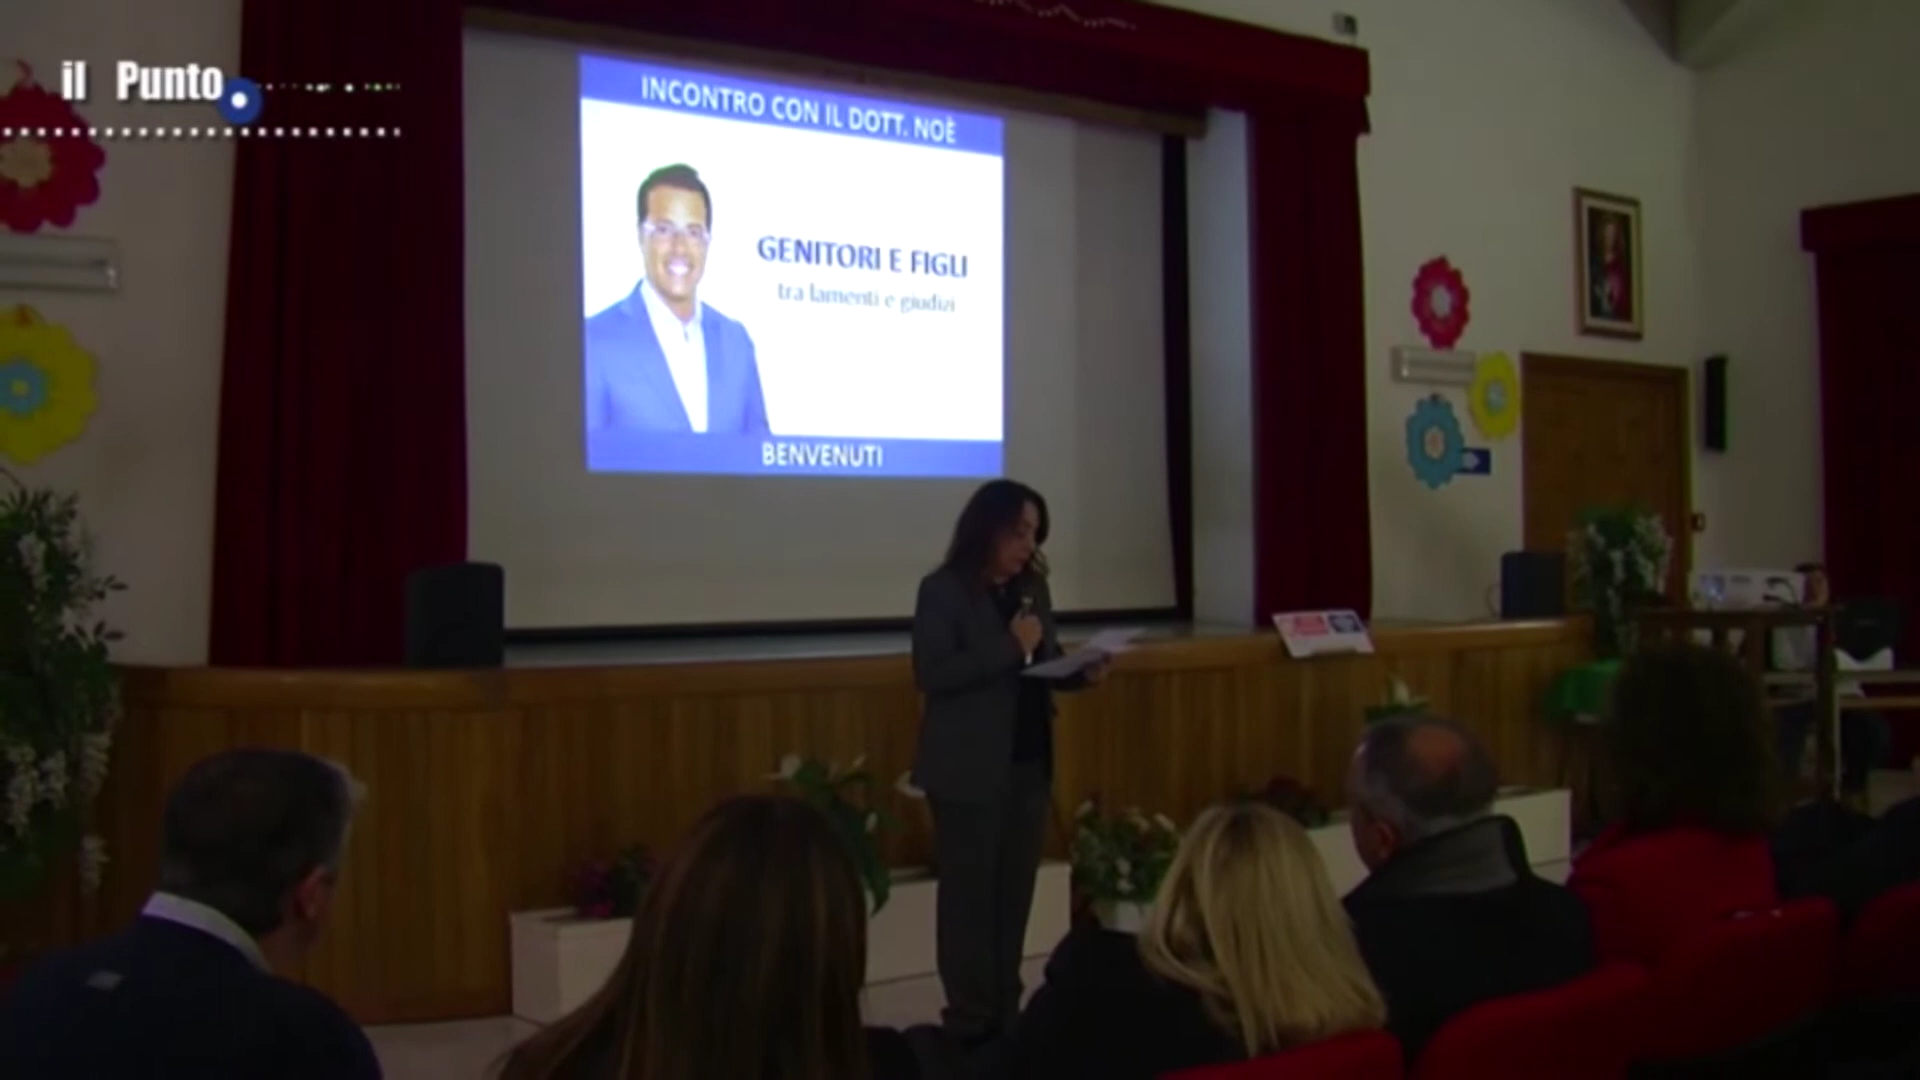 il Punto
INCONTRO CON IL DOTT. NOÈ
GENITORI E FIGLI
tra lamenti e giudizi
BENVENUTI